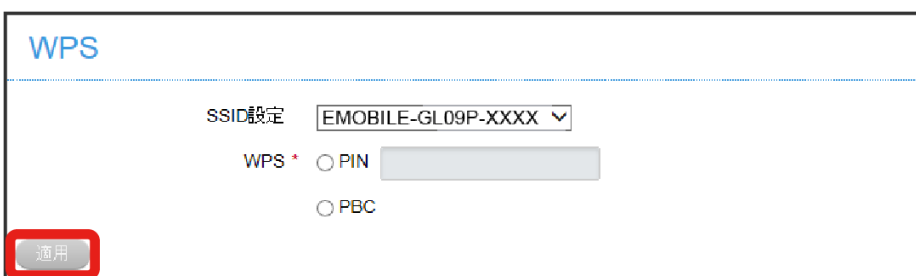 WPS
SSID設定 EMOBILE-GL09P-XXXX
WPS * PIN
PBC
適用